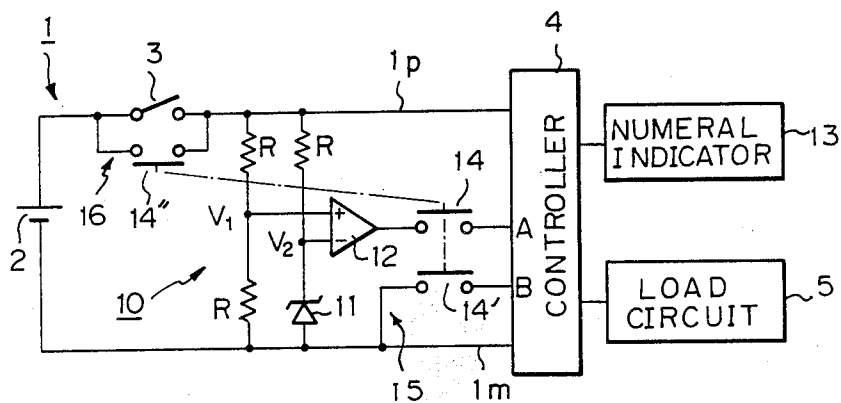 1
3
4
1p
R
R
NUMERAL
INDICATOR
13
16
14"
14
V1
V2
+
-
12
A
2
10
R
11
14'
B
CONTROLLER
LOAD
CIRCUIT
5
15
1m